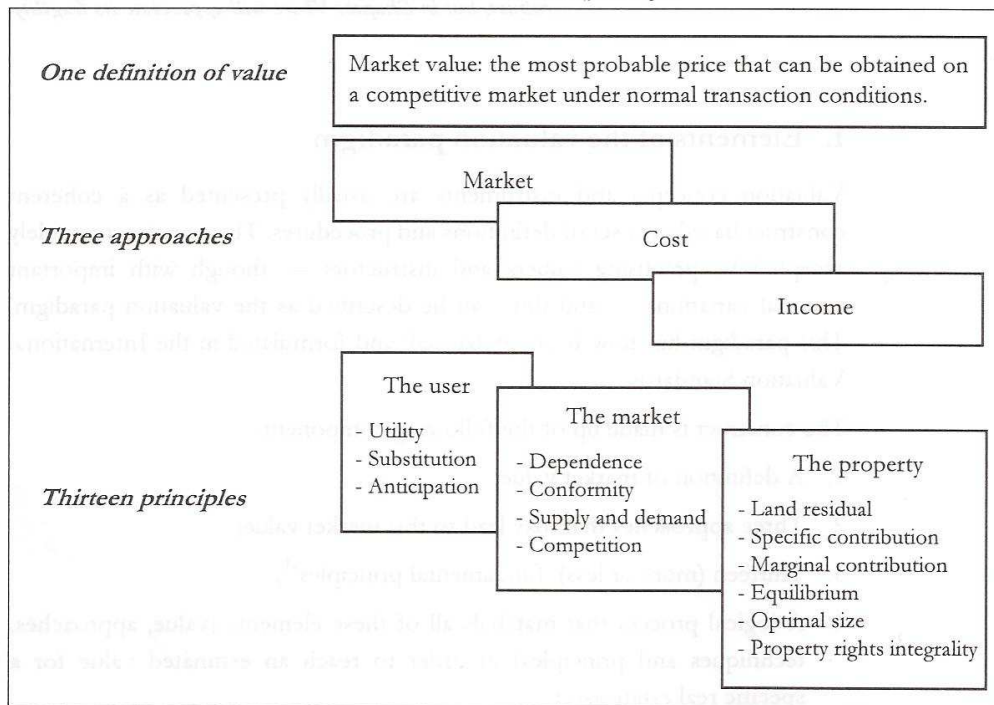 One definition of value
Market value: the most probable price that can be obtained on
a competitive market under normal transaction conditions.
Three approaches
Market
Cost
Income
Thirteen principles
The user
- Utility
- Substitution
- Anticipation
The market
- Dependence
- Conformity
- Supply and demand
- Competition
The property
- Land residual
- Specific contribution
- Marginal contribution
- Equilibrium
- Optimal size
- Property rights integrality